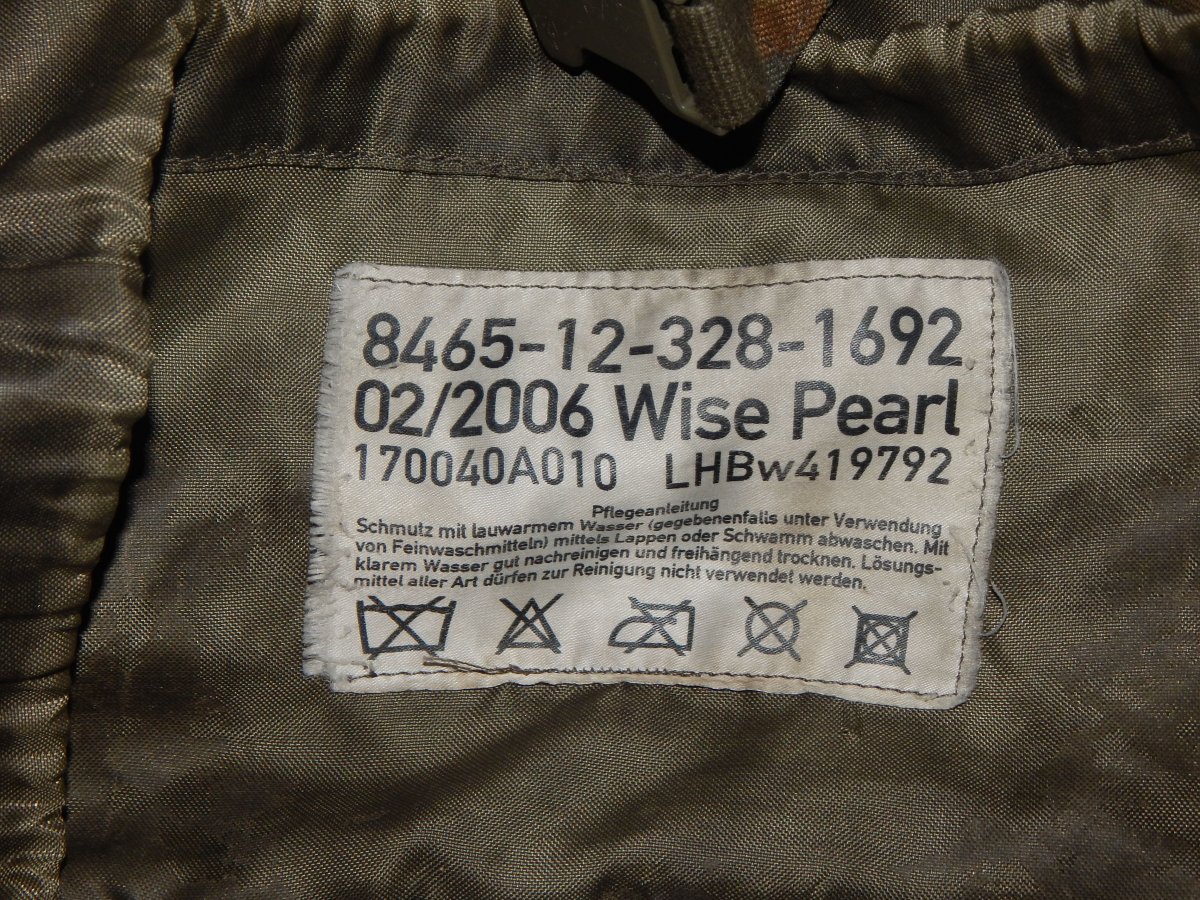 8465-12-328-1692
02/2006 Wise Pearl
170040A010 LHBw419792
Pflegeanleitung
Schmutz mit lauwarmem Wasser (gegebenenfalls unter Verwendung
von Feinwaschmitteln) mittels Lappen oder Schwamm abwaschen. Mit
klarem Wasser gut nachreinigen und freihängend trocknen. Lösungs-
mittel aller Art dürfen zur Reinigung nicht verwendet werden.